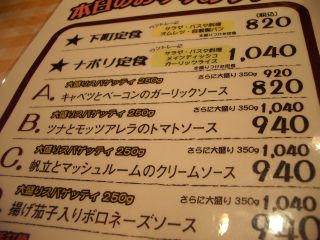 本日の
(税込)
★ 下町定食 サラダ・パスタ料理 820
★ ナポリ定食 サラダ・パスタ料理 1,040
メインディッシュ
ガーリックライス
大盛りスパゲッティ 250g さらに大盛り 350g 920
A. キャベツとベーコンのガーリックソース 820
大盛りスパゲッティ 250g さらに大盛り 350g 1,040
B. ツナとモッツアレラのトマトソース 940
大盛りスパゲッティ 250g さらに大盛り 350g 1,040
C. 帆立とマッシュルームのクリームソース 940
大盛りスパゲッティ 250g さらに大盛り 350g 1,040
揚げ茄子入りボロネーズソース 940